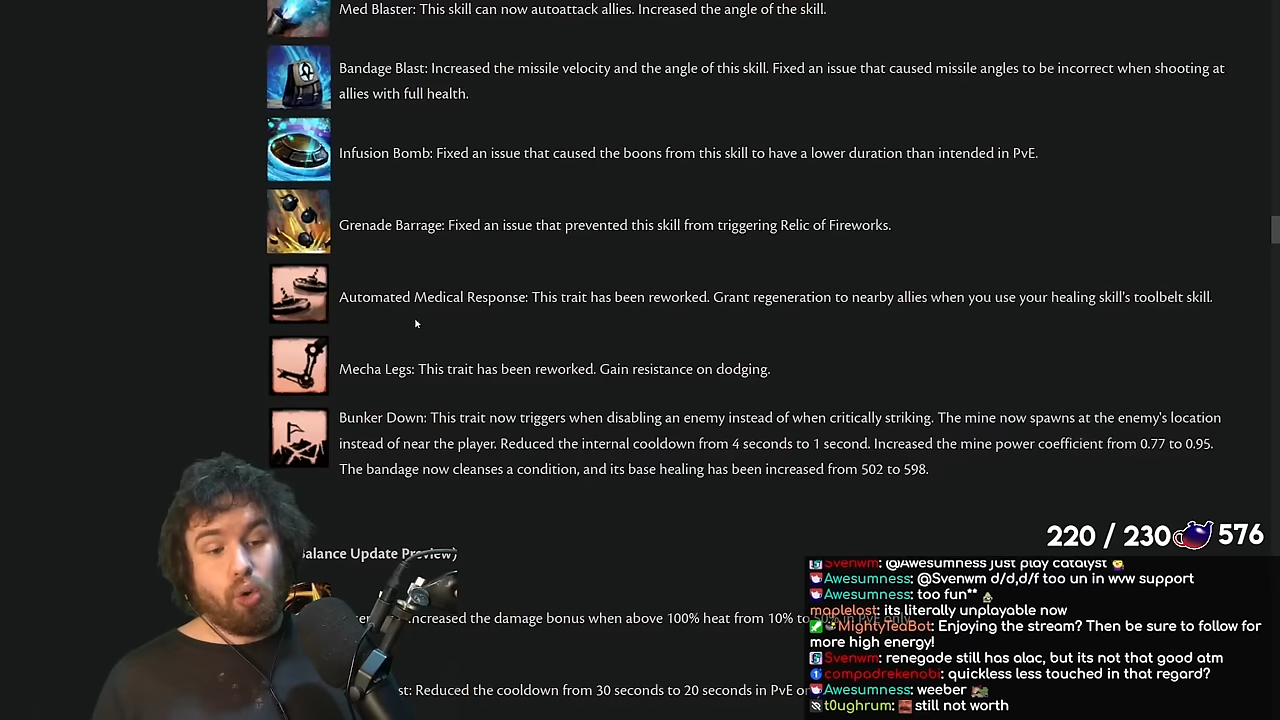 Med Blaster: This skill can now autoattack allies. Increased the angle of the skill.
Bandage Blast: Increased the missile velocity and the angle of this skill. Fixed an issue that caused missile angles to be incorrect when shooting at
allies with full health.
Infusion Bomb: Fixed an issue that caused the boons from this skill to have a lower duration than intended in PvE.
Grenade Barrage: Fixed an issue that prevented this skill from triggering Relic of Fireworks.
Automated Medical Response: This trait has been reworked. Grant regeneration to nearby allies when you use your healing skill's toolbelt skill.
Mecha Legs: This trait has been reworked. Gain resistance on dodging.
Bunker Down: This trait now triggers when disabling an enemy instead of when critically striking. The mine now spawns at the enemy's location
instead of near the player. Reduced the internal cooldown from 4 seconds to 1 second. Increased the mine power coefficient from 0.77 to 0.95.
The bandage now cleanses a condition, and its base healing has been increased from 502 to 598.
220 / 230 576
Balance Update Preview)
the damage bonus when above 100% heat from 10% to in PvE only.
Reduced the cooldown from 30 seconds to 20 seconds in PvE
Svenwm: @Awesumness just play catalyst
Awesumness: @Svenwm d/d,d/f too un in wvw support
Awesumness: too fun**
maplelost: its literally unplayable now
MightyTeaBot: Enjoying the stream? Then be sure to follow for
more high energy!
Svenwm: renegade still has alac, but its not that good atm
compadrekenobi: quickless less touched in that regard?
Awesumness: weeber
t0ughrum: still not worth